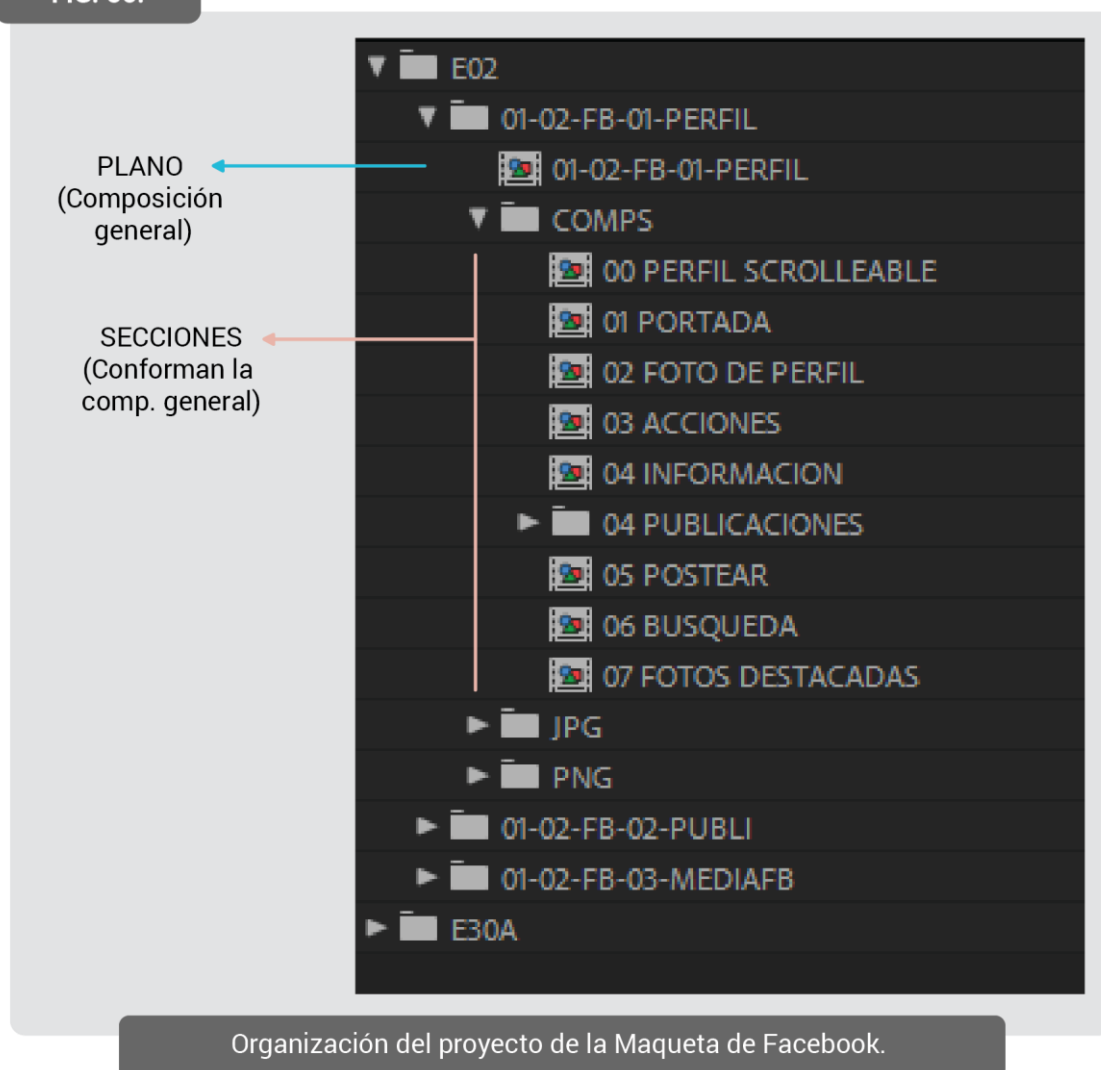 E02
01-02-FB-01-PERFIL
PLANO
(Composición
general)
01-02-FB-01-PERFIL
COMPS
00 PERFIL SCROLLEABLE
01 PORTADA
SECCIONES
(Conforman la
comp. general)
02 FOTO DE PERFIL
03 ACCIONES
04 INFORMACION
04 PUBLICACIONES
05 POSTEAR
06 BUSQUEDA
07 FOTOS DESTACADAS
JPG
PNG
01-02-FB-02-PUBLI
01-02-FB-03-MEDIAFB
E30A
Organización del proyecto de la Maqueta de Facebook.